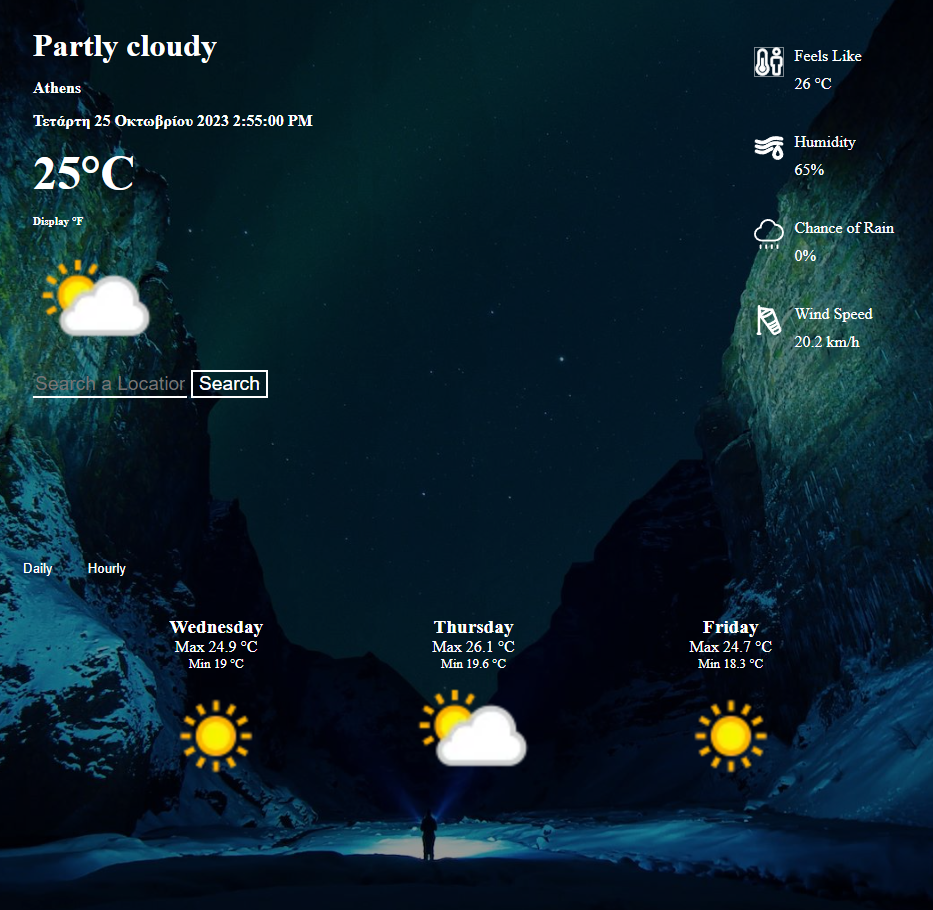 Partly cloudy
Athens
Τετάρτη 25 Οκτωβρίου 2023 2:55:00 PM
25°C
Display °F
Search a Location
Search
Feels Like
26 °C
Humidity
65%
Chance of Rain
0%
Wind Speed
20.2 km/h
Daily
Hourly
Wednesday
Max 24.9 °C
Min 19 °C
Thursday
Max 26.1 °C
Min 19.6 °C
Friday
Max 24.7 °C
Min 18.3 °C